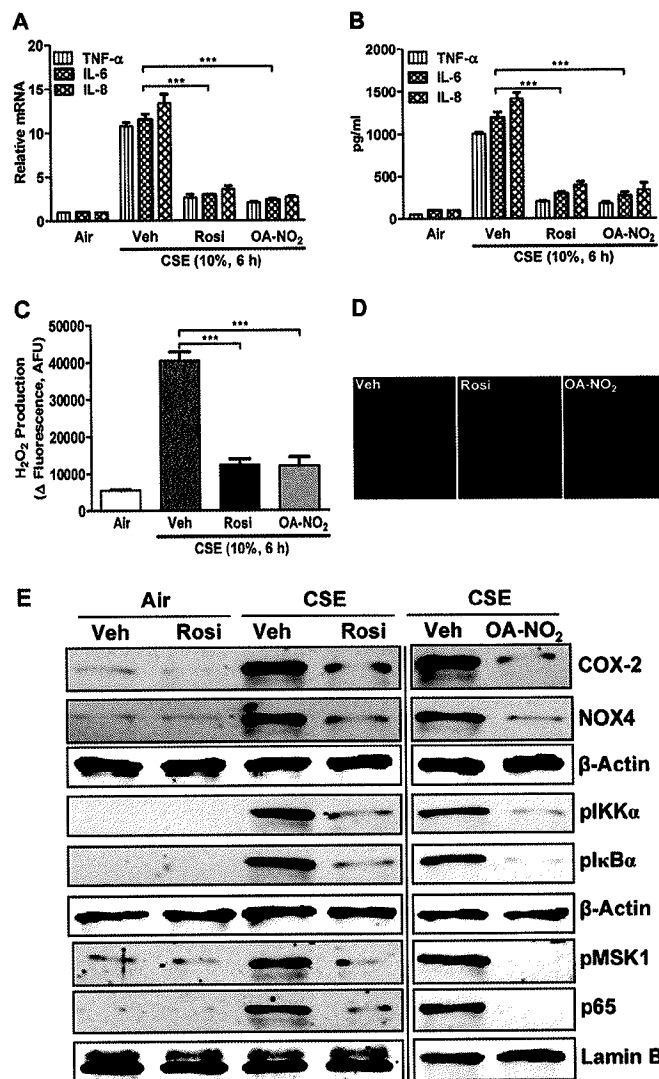 A
TNF-α
IL-6
IL-8
***
***
Relative mRNA
20
15
10
5
0
Air
Veh
Rosi
OA-NO₂
CSE (10%, 6 h)
B
TNF-α
IL-6
IL-8
***
***
pg/ml
2000
1500
1000
500
0
Air
Veh
Rosi
OA-NO₂
CSE (10%, 6 h)
C
***
***
H₂O₂ Production
(Δ Fluorescence, AFU)
50000
40000
30000
20000
10000
0
Air
Veh
Rosi
OA-NO₂
CSE (10%, 6 h)
D
Veh
Rosi
OA-NO₂
E
Air
CSE
CSE
Veh
Rosi
Veh
Rosi
Veh
OA-NO₂
COX-2
NOX4
β-Actin
pIKKα
pIκBα
β-Actin
pMSK1
p65
Lamin B